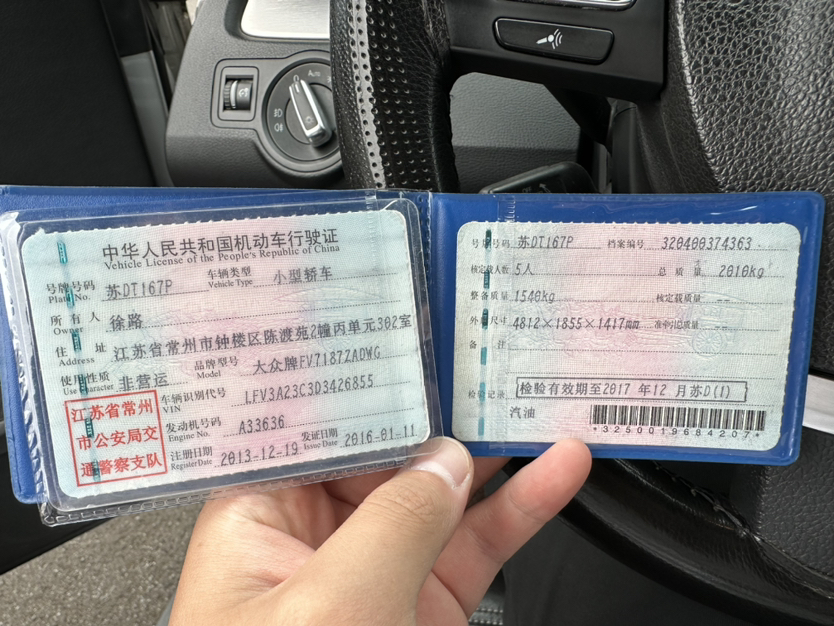 中华人民共和国机动车行驶证
Vehicle License of the People's Republic of China
号牌号码 苏DT167P 车辆类型 小型轿车
Plate No. Vehicle Type
所有人 徐路
Owner
住址 江苏省常州市钟楼区陈渡苑2幢丙单元302室
Address
使用性质 非营运 品牌型号 大众牌FV7187ZADWG
Use Character Model
江苏省常州
市公安局交
通警察支队
车辆识别代号 LFV3A23C3D3426855
VIN
发动机号码 A33636
Engine No.
注册日期 2013-12-19 发证日期 2016-01-11
Register Date Issue Date
号牌号码 苏DT167P 档案编号 320400374363
核定载人数 5人 总质量 2010kg
整备质量 1540kg 核定载质量 --
外廓尺寸 4812×1855×1417mm 准牵引总质量 --
备注
检验记录 检验有效期至2017 年12 月苏D(1)
汽油
*3250019684207*
Auto